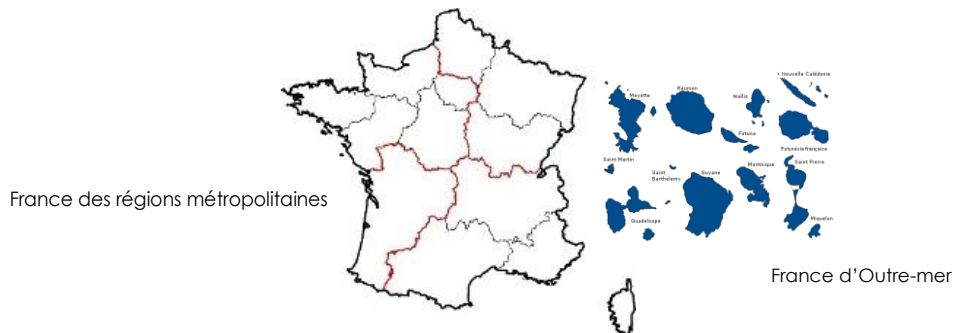 Nouvelle Calédonie
Mayotte
Réunion
Wallis
Futuna
Polynésie française
Saint Martin
Saint
Barthelemy
Guyane
Martinique
Saint Pierre
France des régions métropolitaines
Guadeloupe
Miquelon
France d’Outre-mer